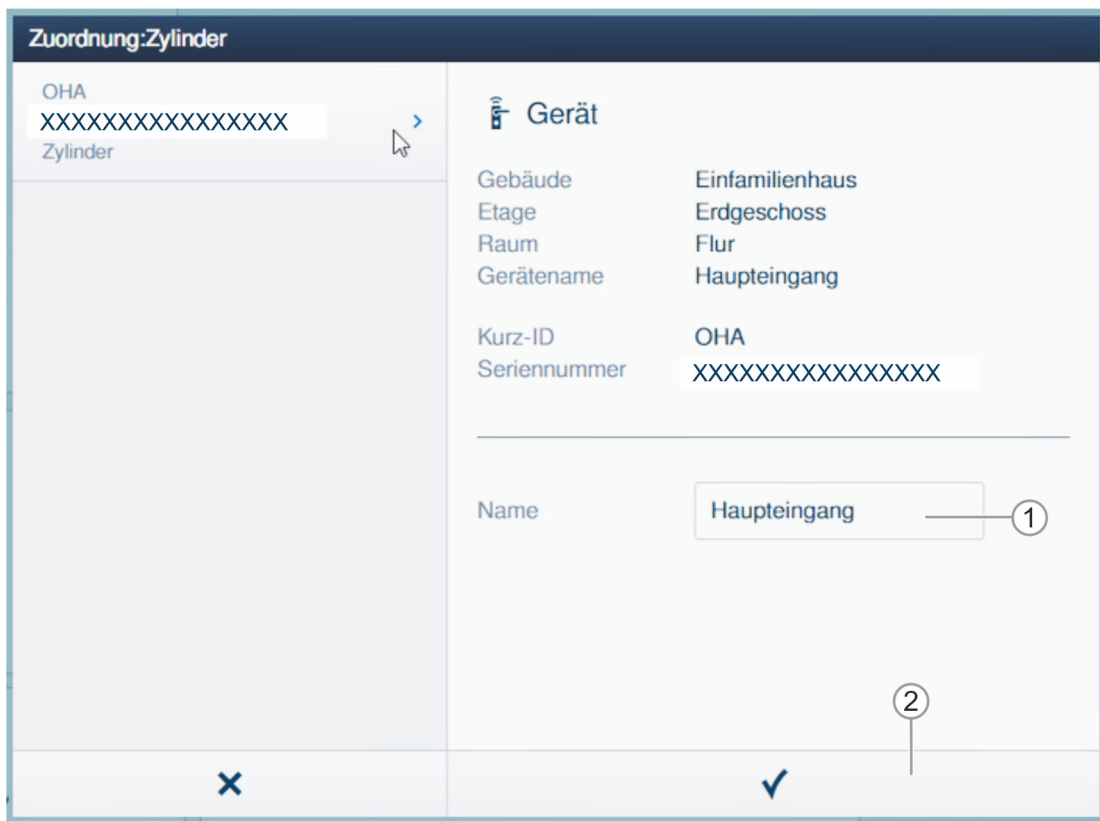 Zuordnung:Zylinder
OHA
XXXXXXXXXXXXXXXX
Zylinder
Gerät
Gebäude Einfamilienhaus
Etage Erdgeschoss
Raum Flur
Gerätename Haupteingang
Kurz-ID OHA
Seriennummer XXXXXXXXXXXXXXXX
Name Haupteingang 1
2